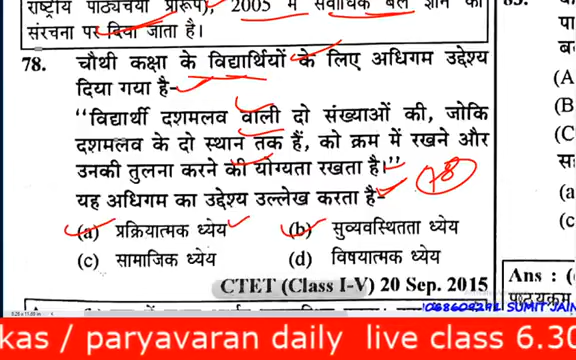 राष्ट्रीय पाठ्यचर्या प्रारूप), 2005 में सर्वाधिक बल ज्ञान की
संरचना पर दिया जाता है।
78. चौथी कक्षा के विद्यार्थियों के लिए अधिगम उद्देश्य
दिया गया है-
"विद्यार्थी दशमलव वाली दो संख्याओं की, जोकि
दशमलव के दो स्थान तक हैं, को क्रम में रखने और
उनकी तुलना करने की योग्यता रखता है।"
78
यह अधिगम का उद्देश्य उल्लेख करता है-
(a) प्रक्रियात्मक ध्येय (b) सुव्यवस्थितता ध्येय
(c) सामाजिक ध्येय (d) विषयात्मक ध्येय
CTET (Class I-V) 20 Sep. 2015
SUMIT JAIN
kas / paryavaran daily live class 6.30
पा
ब
(A
(B
(C
स
(a
(c
Ans : (